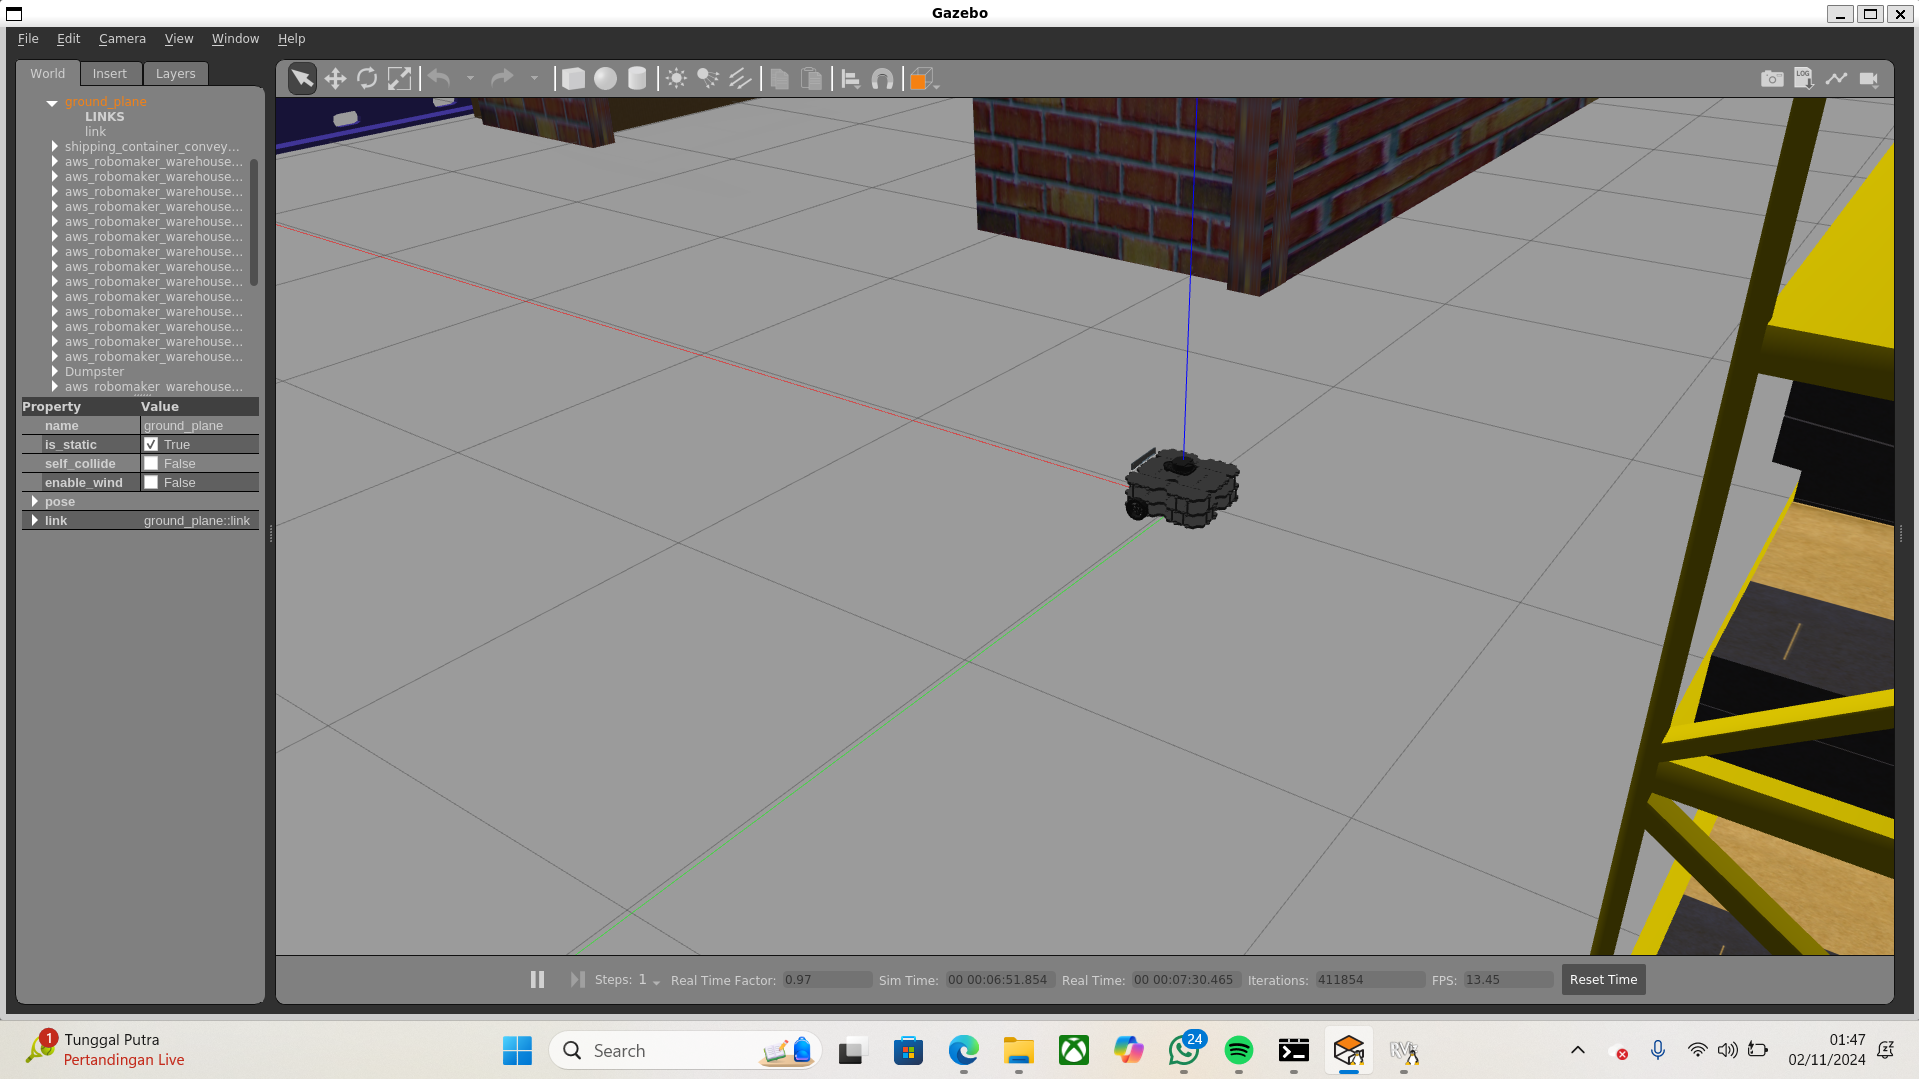 Gazebo
File Edit Camera View Window Help
World Insert Layers
ground_plane
LINKS
link
shipping_container_convey...
aws_robomaker_warehouse...
aws_robomaker_warehouse...
aws_robomaker_warehouse...
aws_robomaker_warehouse...
aws_robomaker_warehouse...
aws_robomaker_warehouse...
aws_robomaker_warehouse...
aws_robomaker_warehouse...
aws_robomaker_warehouse...
aws_robomaker_warehouse...
aws_robomaker_warehouse...
aws_robomaker_warehouse...
aws_robomaker_warehouse...
aws_robomaker_warehouse...
Dumpster
aws_robomaker_warehouse...
Property Value
name ground_plane
is_static True
self_collide False
enable_wind False
pose
link ground_plane::link
LOG
Steps: 1 Real Time Factor: 0.97 Sim Time: 00 00:06:51.854 Real Time: 00 00:07:30.465 Iterations: 411854 FPS: 13.45 Reset Time
1
Tunggal Putra
Pertandingan Live
Search
24
RViz
01:47
02/11/2024